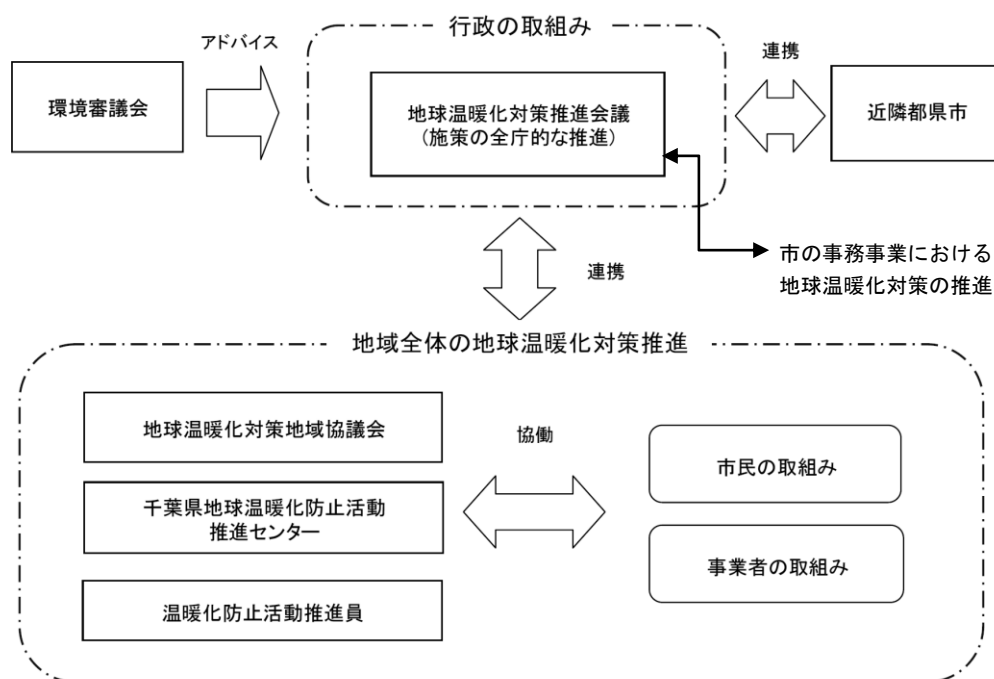 行政の取組み
アドバイス
連携
環境審議会
地球温暖化対策推進会議
(施策の全庁的な推進)
近隣都県市
市の事務事業における
地球温暖化対策の推進
連携
地域全体の地球温暖化対策推進
地球温暖化対策地域協議会
協働
市民の取組み
千葉県地球温暖化防止活動
推進センター
事業者の取組み
温暖化防止活動推進員